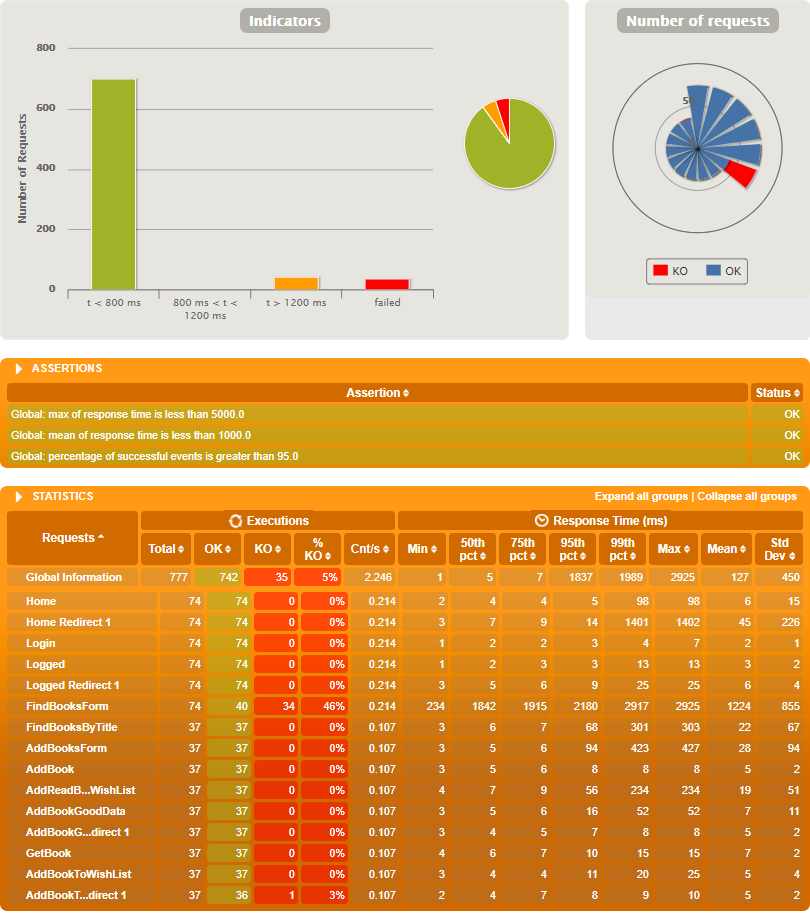 Indicators
800
600
400
200
0
Number of Requests
t < 800 ms
800 ms < t <
1200 ms
t > 1200 ms
failed
Number of requests
50
KO
OK
ASSERTIONS
Assertion Status
Global: max of response time is less than 5000.0 OK
Global: mean of response time is less than 1000.0 OK
Global: percentage of successful events is greater than 95.0 OK
STATISTICS Expand all groups | Collapse all groups
Requests Executions Response Time (ms)
Total OK KO % KO Cnt/s Min 50th pct 75th pct 95th pct 99th pct Max Mean Std Dev
Global Information 777 742 35 5% 2.246 1 5 7 1837 1989 2925 127 450
Home 74 74 0 0% 0.214 2 4 4 5 98 98 6 15
Home Redirect 1 74 74 0 0% 0.214 3 7 9 14 1401 1402 45 226
Login 74 74 0 0% 0.214 1 2 2 3 4 7 2 1
Logged 74 74 0 0% 0.214 1 2 3 3 13 13 3 2
Logged Redirect 1 74 74 0 0% 0.214 3 5 6 9 25 25 6 4
FindBooksForm 74 40 34 46% 0.214 234 1842 1915 2180 2917 2925 1224 855
FindBooksByTitle 37 37 0 0% 0.107 3 6 7 68 301 303 22 67
AddBooksForm 37 37 0 0% 0.107 3 5 6 94 423 427 28 94
AddBook 37 37 0 0% 0.107 3 5 6 8 8 8 5 2
AddReadB...WishList 37 37 0 0% 0.107 4 7 9 56 234 234 19 51
AddBookGoodData 37 37 0 0% 0.107 3 5 6 16 52 52 7 11
AddBookG...direct 1 37 37 0 0% 0.107 3 4 5 7 8 8 5 2
GetBook 37 37 0 0% 0.107 4 6 7 10 15 15 7 2
AddBookToWishList 37 37 0 0% 0.107 3 4 4 11 20 25 5 4
AddBookT...direct 1 37 36 1 3% 0.107 2 4 7 8 9 10 5 2